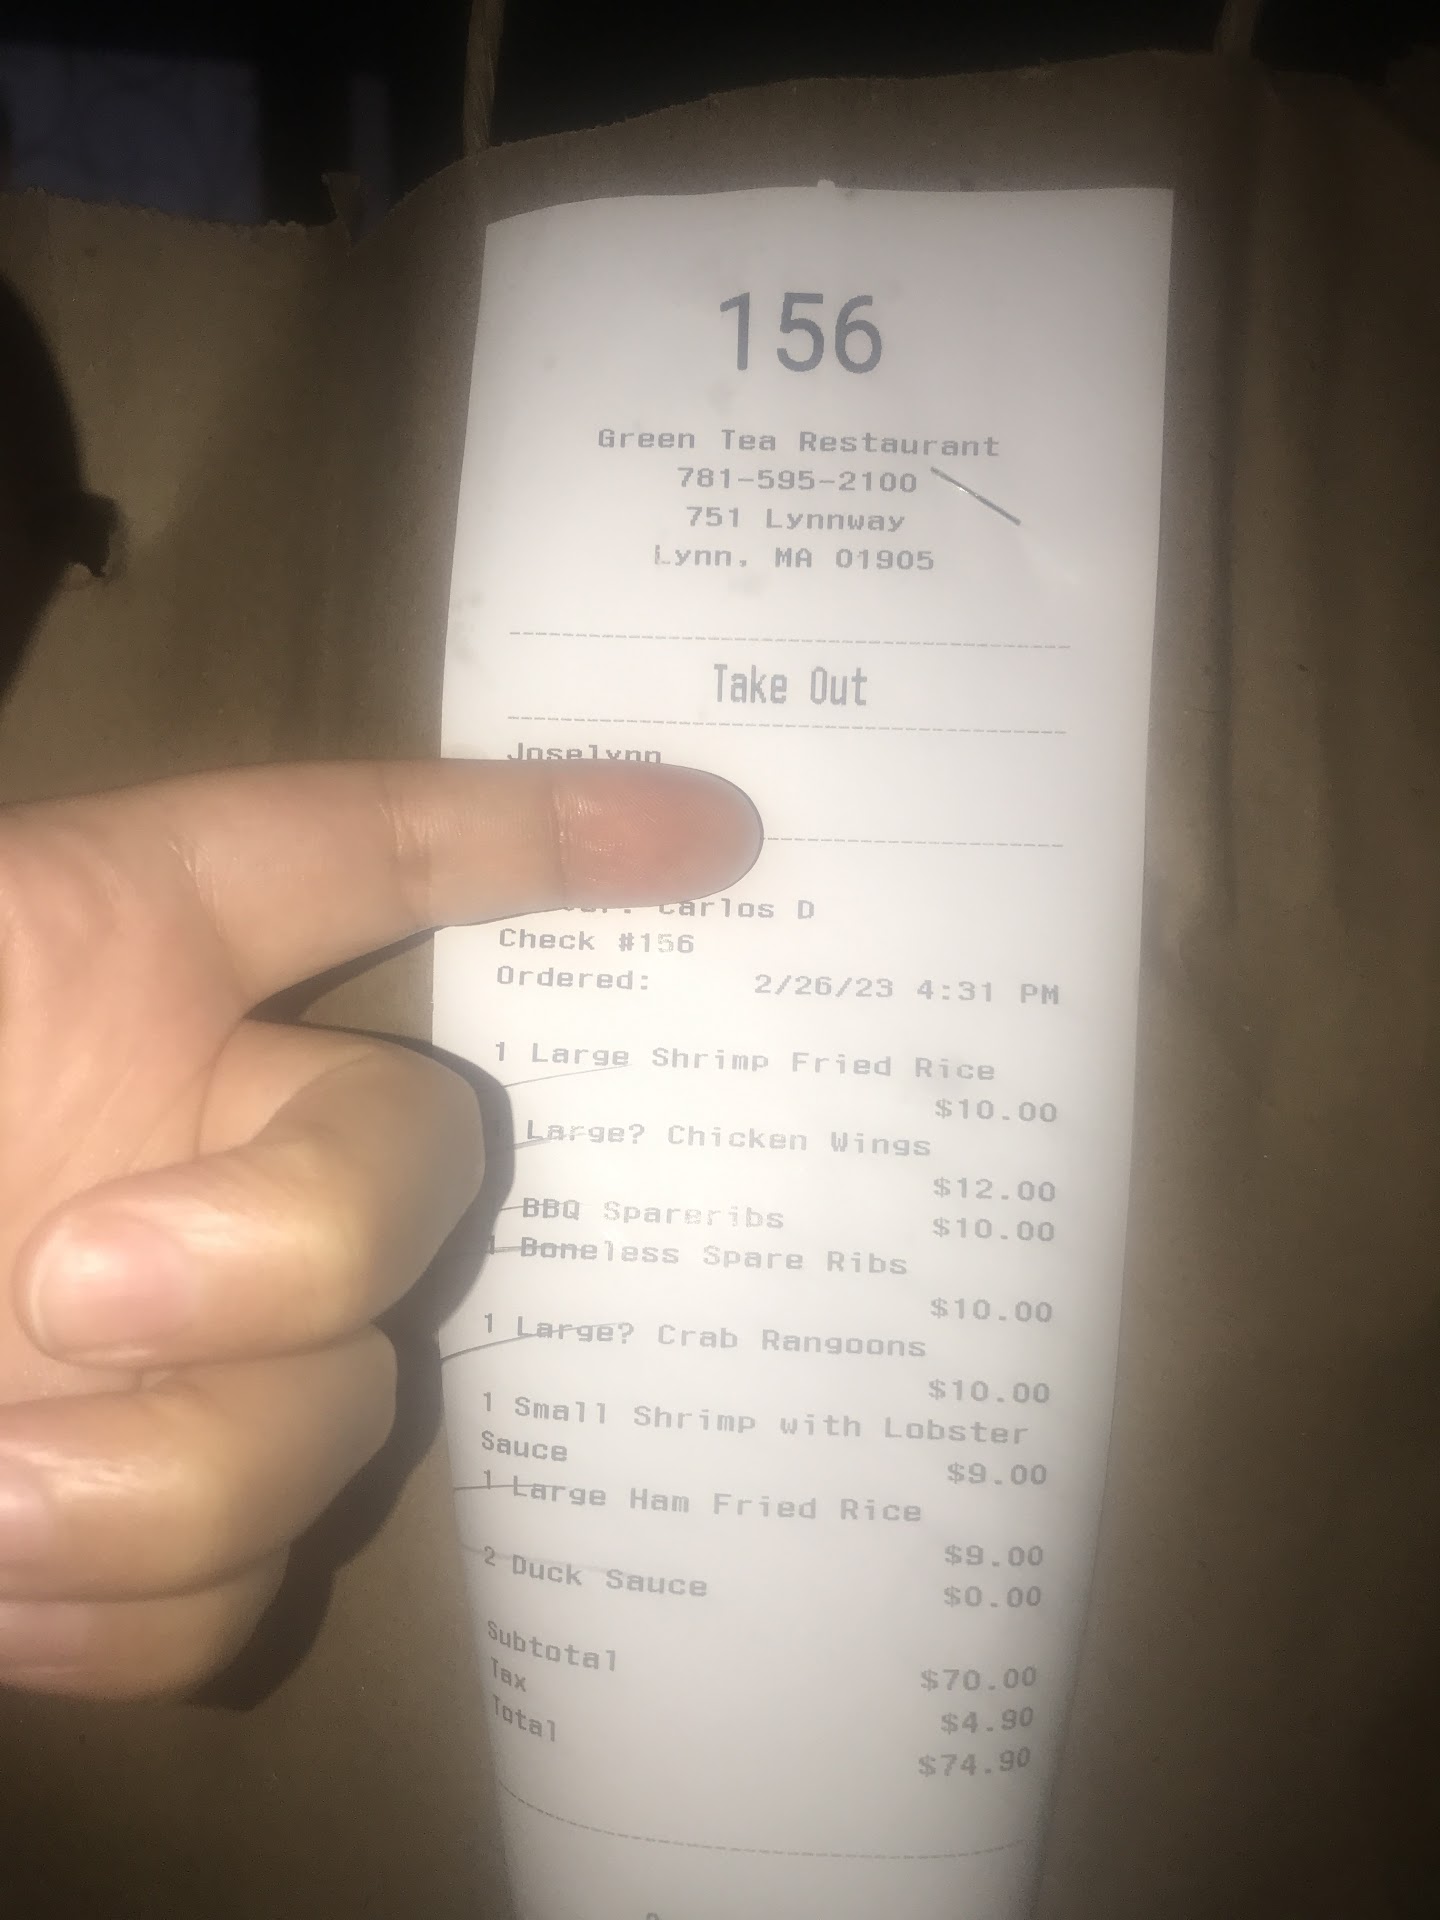 156
Green Tea Restaurant
781-595-2100
751 Lynnway
Lynn, MA 01905
Take Out
Joselynn
Carlos D
Check #156
Ordered: 2/26/23 4:31 PM
1 Large Shrimp Fried Rice
$10.00
Large? Chicken Wings
$12.00
BBQ Spareribs $10.00
1 Boneless Spare Ribs
$10.00
1 Large? Crab Rangoons
$10.00
1 Small Shrimp with Lobster
Sauce $9.00
1 Large Ham Fried Rice
$9.00
2 Duck Sauce $0.00
Subtotal $70.00
Tax $4.90
Total $74.90